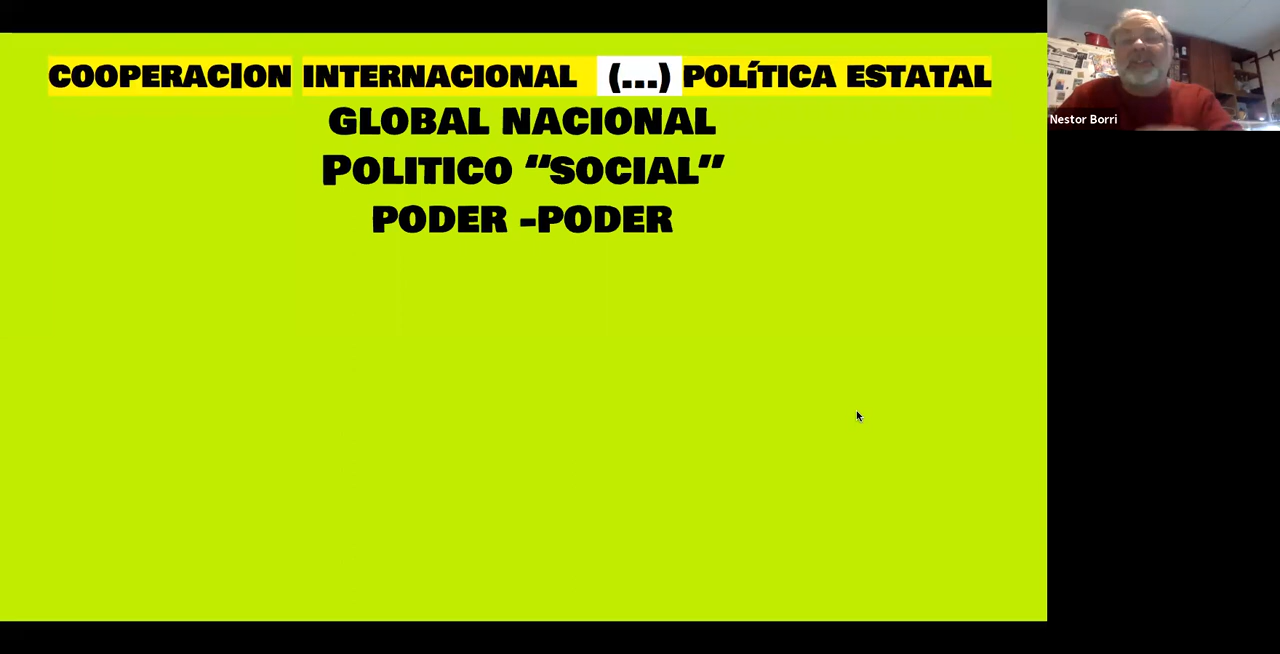 COOPERACION INTERNACIONAL (...) POLíTICA ESTATAL
GLOBAL NACIONAL
POLITICO “SOCIAL”
PODER -PODER
Nestor Borri